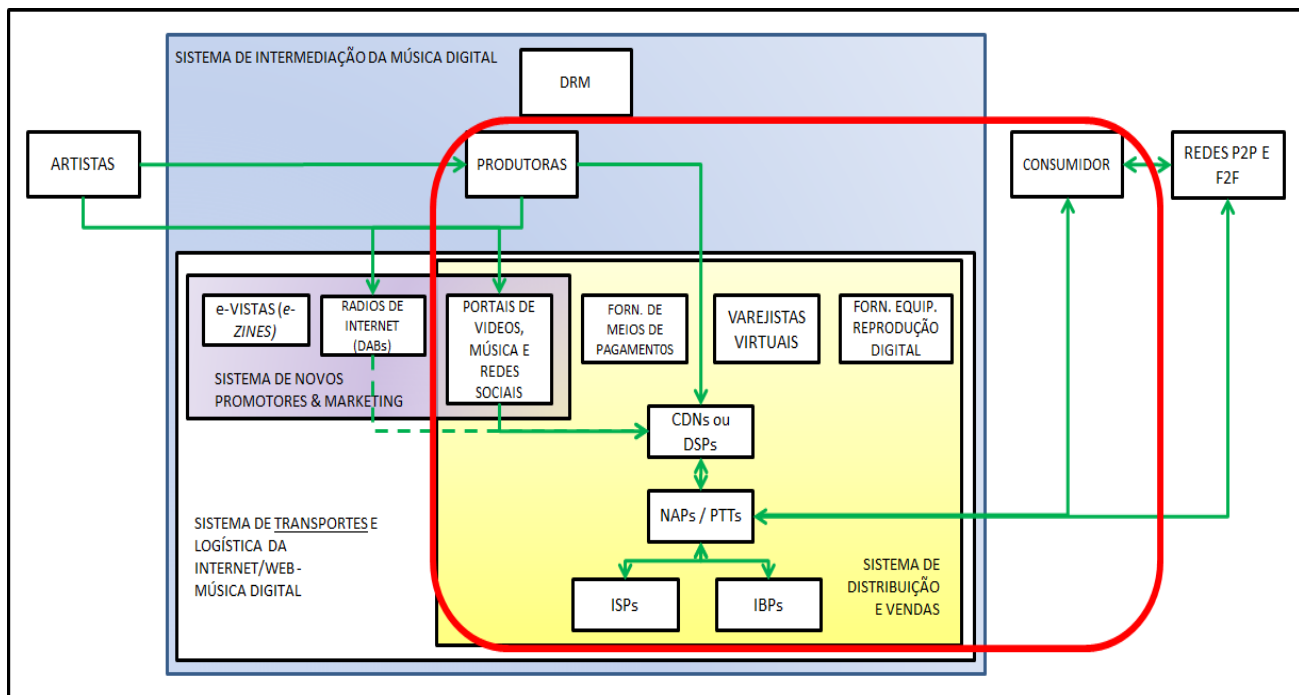 SISTEMA DE INTERMEDIAÇÃO DA MÚSICA DIGITAL
DRM
ARTISTAS
PRODUTORAS
CONSUMIDOR
REDES P2P E
F2F
e-VISTAS (e-
ZINES)
RADIOS DE
INTERNET
(DABs)
PORTAIS DE
VIDEOS,
MÚSICA E
REDES
SOCIAIS
FORN. DE
MEIOS DE
PAGAMENTOS
VAREJISTAS
VIRTUAIS
FORN. EQUIP.
REPRODUÇÃO
DIGITAL
SISTEMA DE NOVOS
PROMOTORES & MARKETING
CDNs ou
DSPs
NAPs / PTTs
SISTEMA DE TRANSPORTES E
LOGÍSTICA DA
INTERNET/WEB-
MÚSICA DIGITAL
ISPs
IBPs
SISTEMA DE
DISTRIBUIÇÃO
E VENDAS